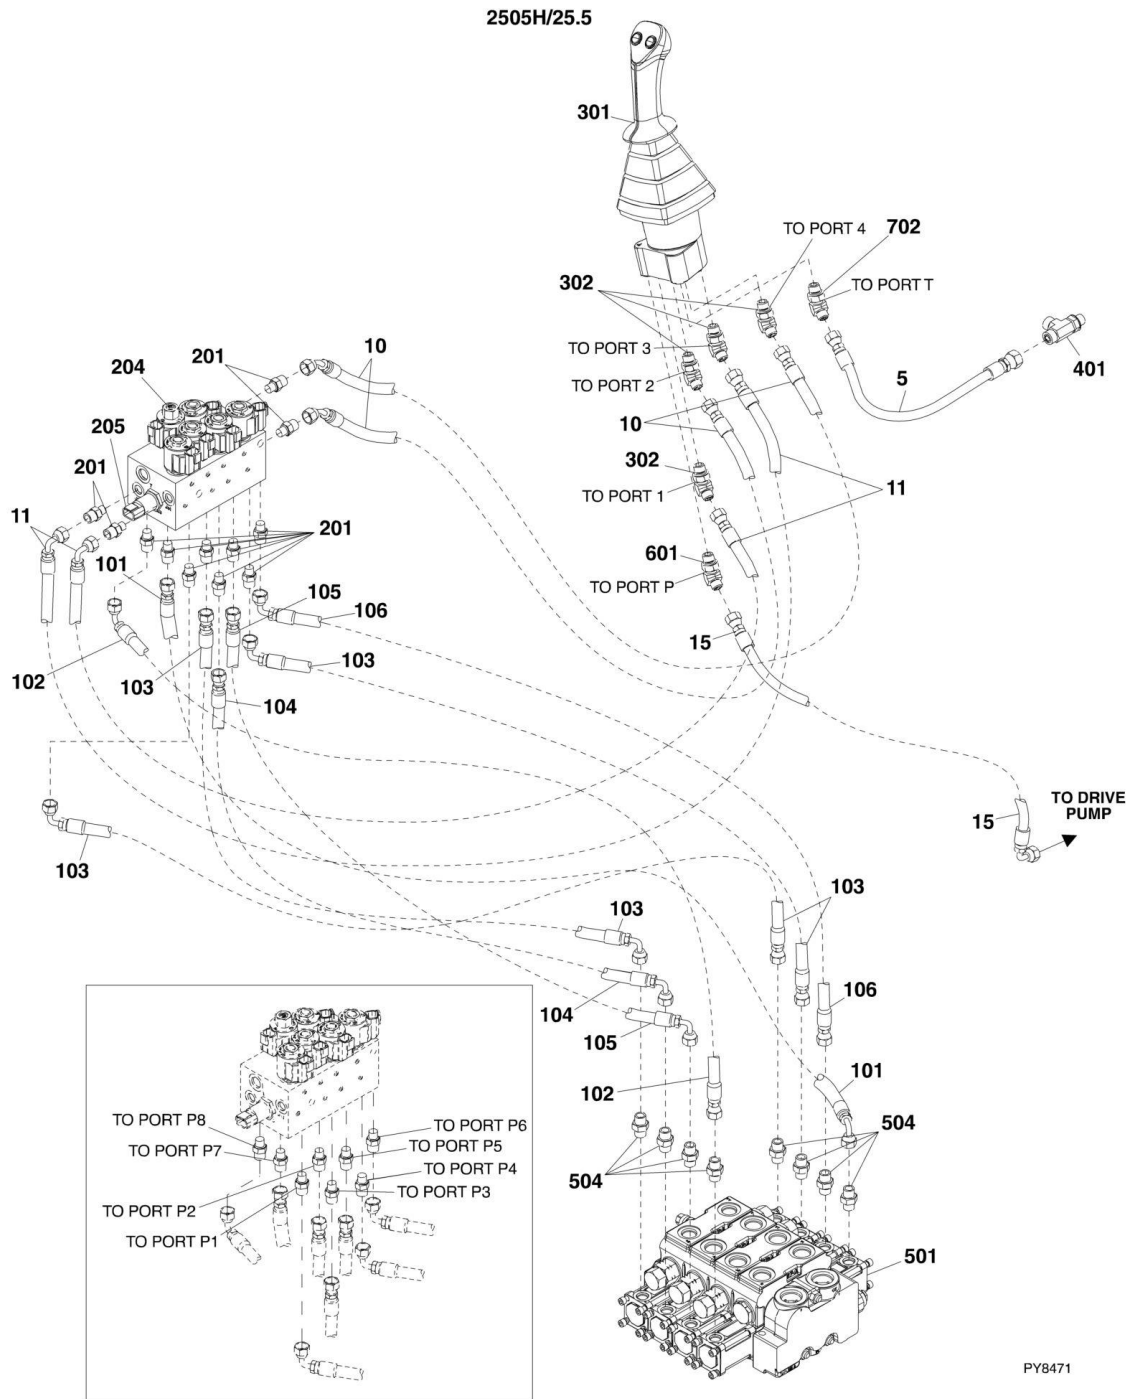 2505H/25.5
301
TO PORT 4
702
302
TO PORT T
TO PORT 3
TO PORT 2
10
201
204
5
401
205
201
10
302
TO PORT 1
11
11
201
101
601
TO PORT P
105
106
15
102
103
103
104
TO DRIVE
PUMP
15
103
103
103
104
106
105
102
101
504
504
TO PORT P8
TO PORT P7
TO PORT P6
TO PORT P5
TO PORT P4
TO PORT P3
TO PORT P2
TO PORT P1
501
PY8471